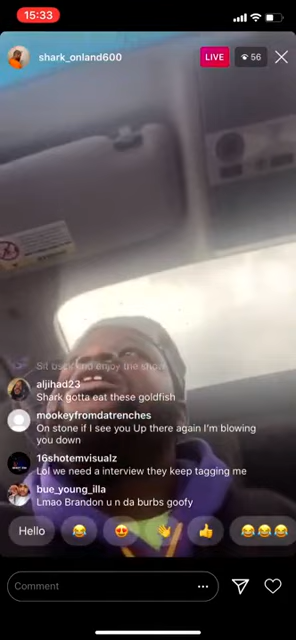 15:33
shark_onland600
LIVE
56
Sit back and enjoy the show
aljihad23
Shark gotta eat these goldfish
mookeyfromdatrenches
On stone if I see you Up there again I'm blowing
you down
16shotemvisualz
Lol we need a interview they keep tagging me
bue_young_illa
Lmao Brandon u n da burbs goofy
Hello
Comment